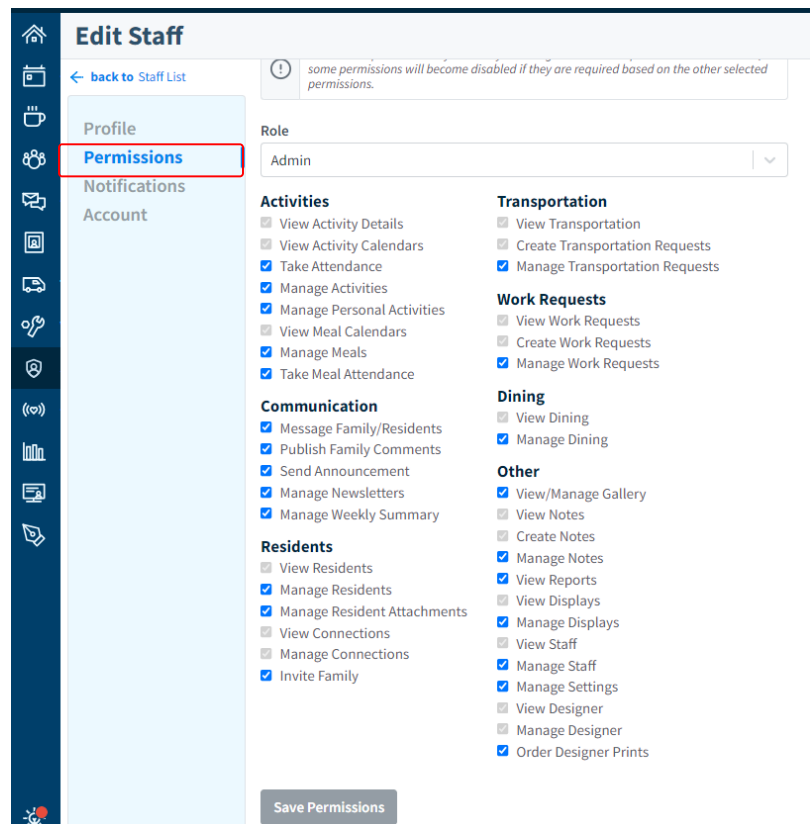 Edit Staff
back to Staff List
Profile
Permissions
Notifications
Account
some permissions will become disabled if they are required based on the other selected
permissions.
Role
Admin
Activities
View Activity Details
View Activity Calendars
Take Attendance
Manage Activities
Manage Personal Activities
View Meal Calendars
Manage Meals
Take Meal Attendance
Communication
Message Family/Residents
Publish Family Comments
Send Announcement
Manage Newsletters
Manage Weekly Summary
Residents
View Residents
Manage Residents
Manage Resident Attachments
View Connections
Manage Connections
Invite Family
Transportation
View Transportation
Create Transportation Requests
Manage Transportation Requests
Work Requests
View Work Requests
Create Work Requests
Manage Work Requests
Dining
View Dining
Manage Dining
Other
View/Manage Gallery
View Notes
Create Notes
Manage Notes
View Reports
View Displays
Manage Displays
View Staff
Manage Staff
Manage Settings
View Designer
Manage Designer
Order Designer Prints
Save Permissions